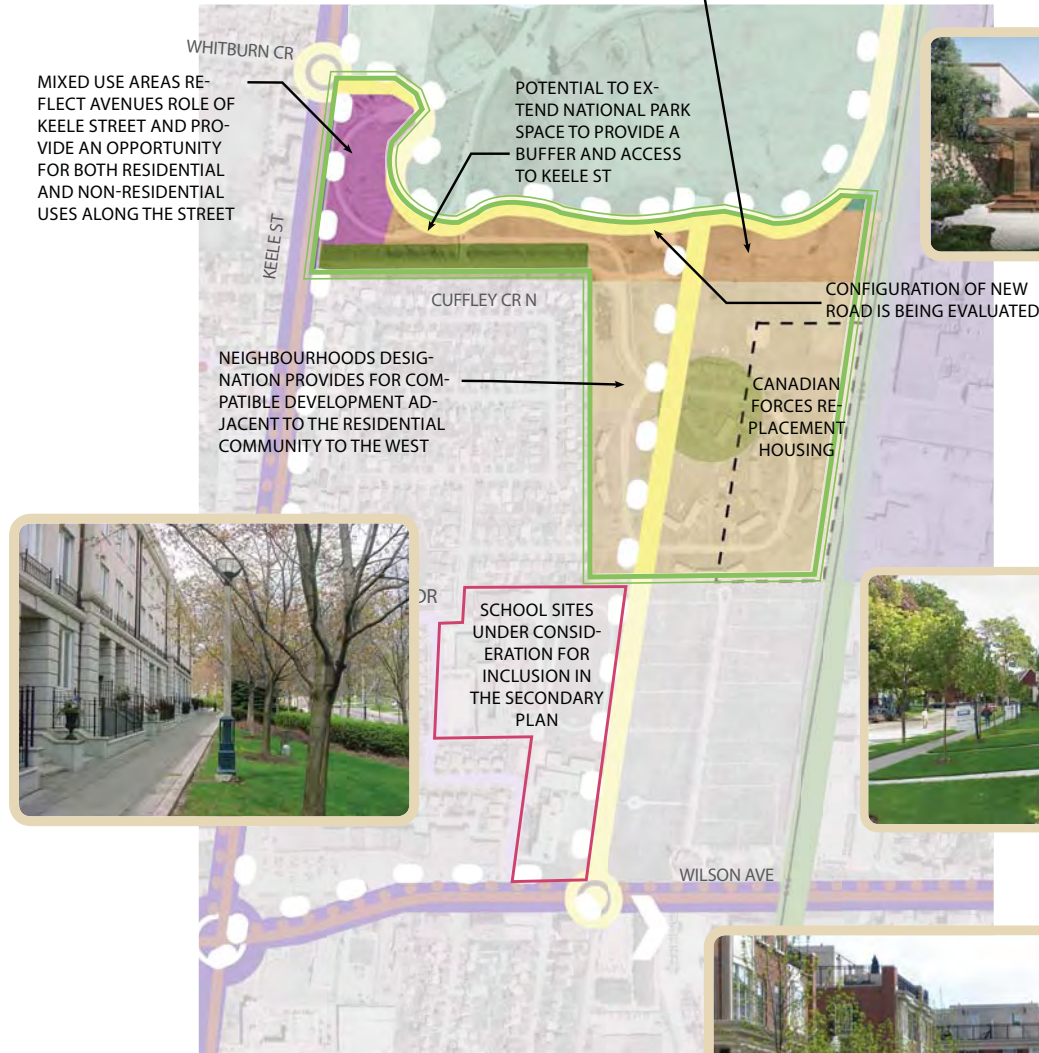 WHITBURN CR
MIXED USE AREAS RE-
FLECT AVENUES ROLE OF
KEELE STREET AND PRO-
VIDE AN OPPORTUNITY
FOR BOTH RESIDENTIAL
AND NON-RESIDENTIAL
USES ALONG THE STREET
POTENTIAL TO EX-
TEND NATIONAL PARK
SPACE TO PROVIDE A
BUFFER AND ACCESS
TO KEELE ST
KEELE ST
CUFFLEY CR N
CONFIGURATION OF NEW
ROAD IS BEING EVALUATED
NEIGHBOURHOODS DESIG-
NATION PROVIDES FOR COM-
PATIBLE DEVELOPMENT AD-
JACENT TO THE RESIDENTIAL
COMMUNITY TO THE WEST
CANADIAN
FORCES RE-
PLACEMENT
HOUSING
DR
SCHOOL SITES
UNDER CONSID-
ERATION FOR
INCLUSION IN
THE SECONDARY
PLAN
WILSON AVE